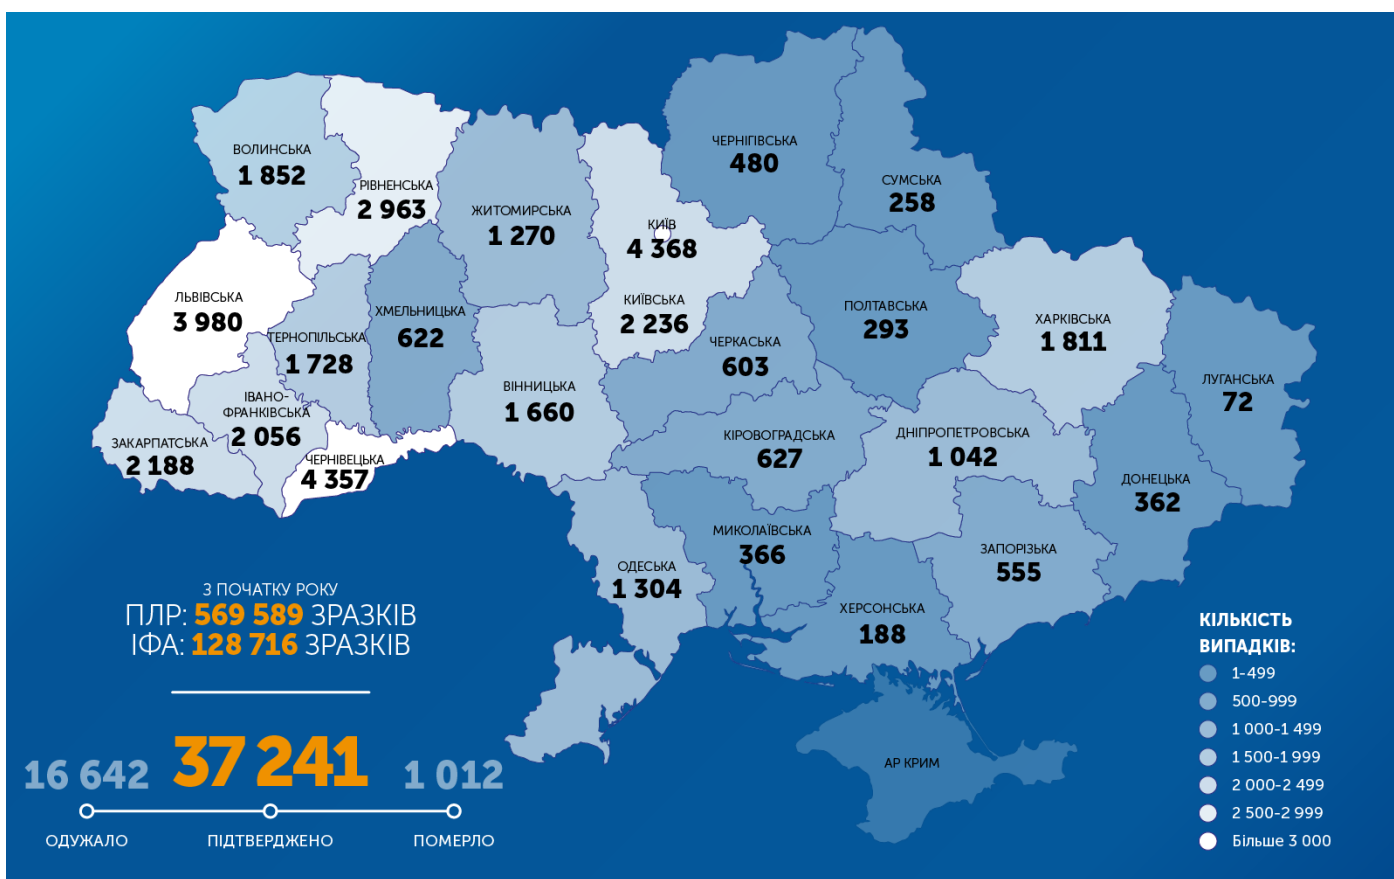 ВОЛИНСЬКА
1 852
РІВНЕНСЬКА
2 963
ЖИТОМИРСЬКА
1 270
КИЇВ
4 368
КИЇВСЬКА
2 236
ЧЕРНІГІВСЬКА
480
СУМСЬКА
258
ЛЬВІВСЬКА
3 980
ТЕРНОПІЛЬСЬКА
1 728
ХМЕЛЬНИЦЬКА
622
ВІННИЦЬКА
1 660
ЧЕРКАСЬКА
603
ПОЛТАВСЬКА
293
ХАРКІВСЬКА
1 811
ЛУГАНСЬКА
72
ЗАКАРПАТСЬКА
2 188
ІВАНО-
ФРАНКІВСЬКА
2 056
ЧЕРНІВЕЦЬКА
4 357
КІРОВОГРАДСЬКА
627
ДНІПРОПЕТРОВСЬКА
1 042
ДОНЕЦЬКА
362
ОДЕСЬКА
1 304
МИКОЛАЇВСЬКА
366
ХЕРСОНСЬКА
188
ЗАПОРІЗЬКА
555
АР КРИМ
З ПОЧАТКУ РОКУ
ПЛР: 569 589 ЗРАЗКІВ
ІФА: 128 716 ЗРАЗКІВ
16 642
37 241
1 012
ОДУЖАЛО
ПІДТВЕРДЖЕНО
ПОМЕРЛО
КІЛЬКІСТЬ
ВИПАДКІВ:
1-499
500-999
1 000-1 499
1 500-1 999
2 000-2 499
2 500-2 999
Більше 3 000